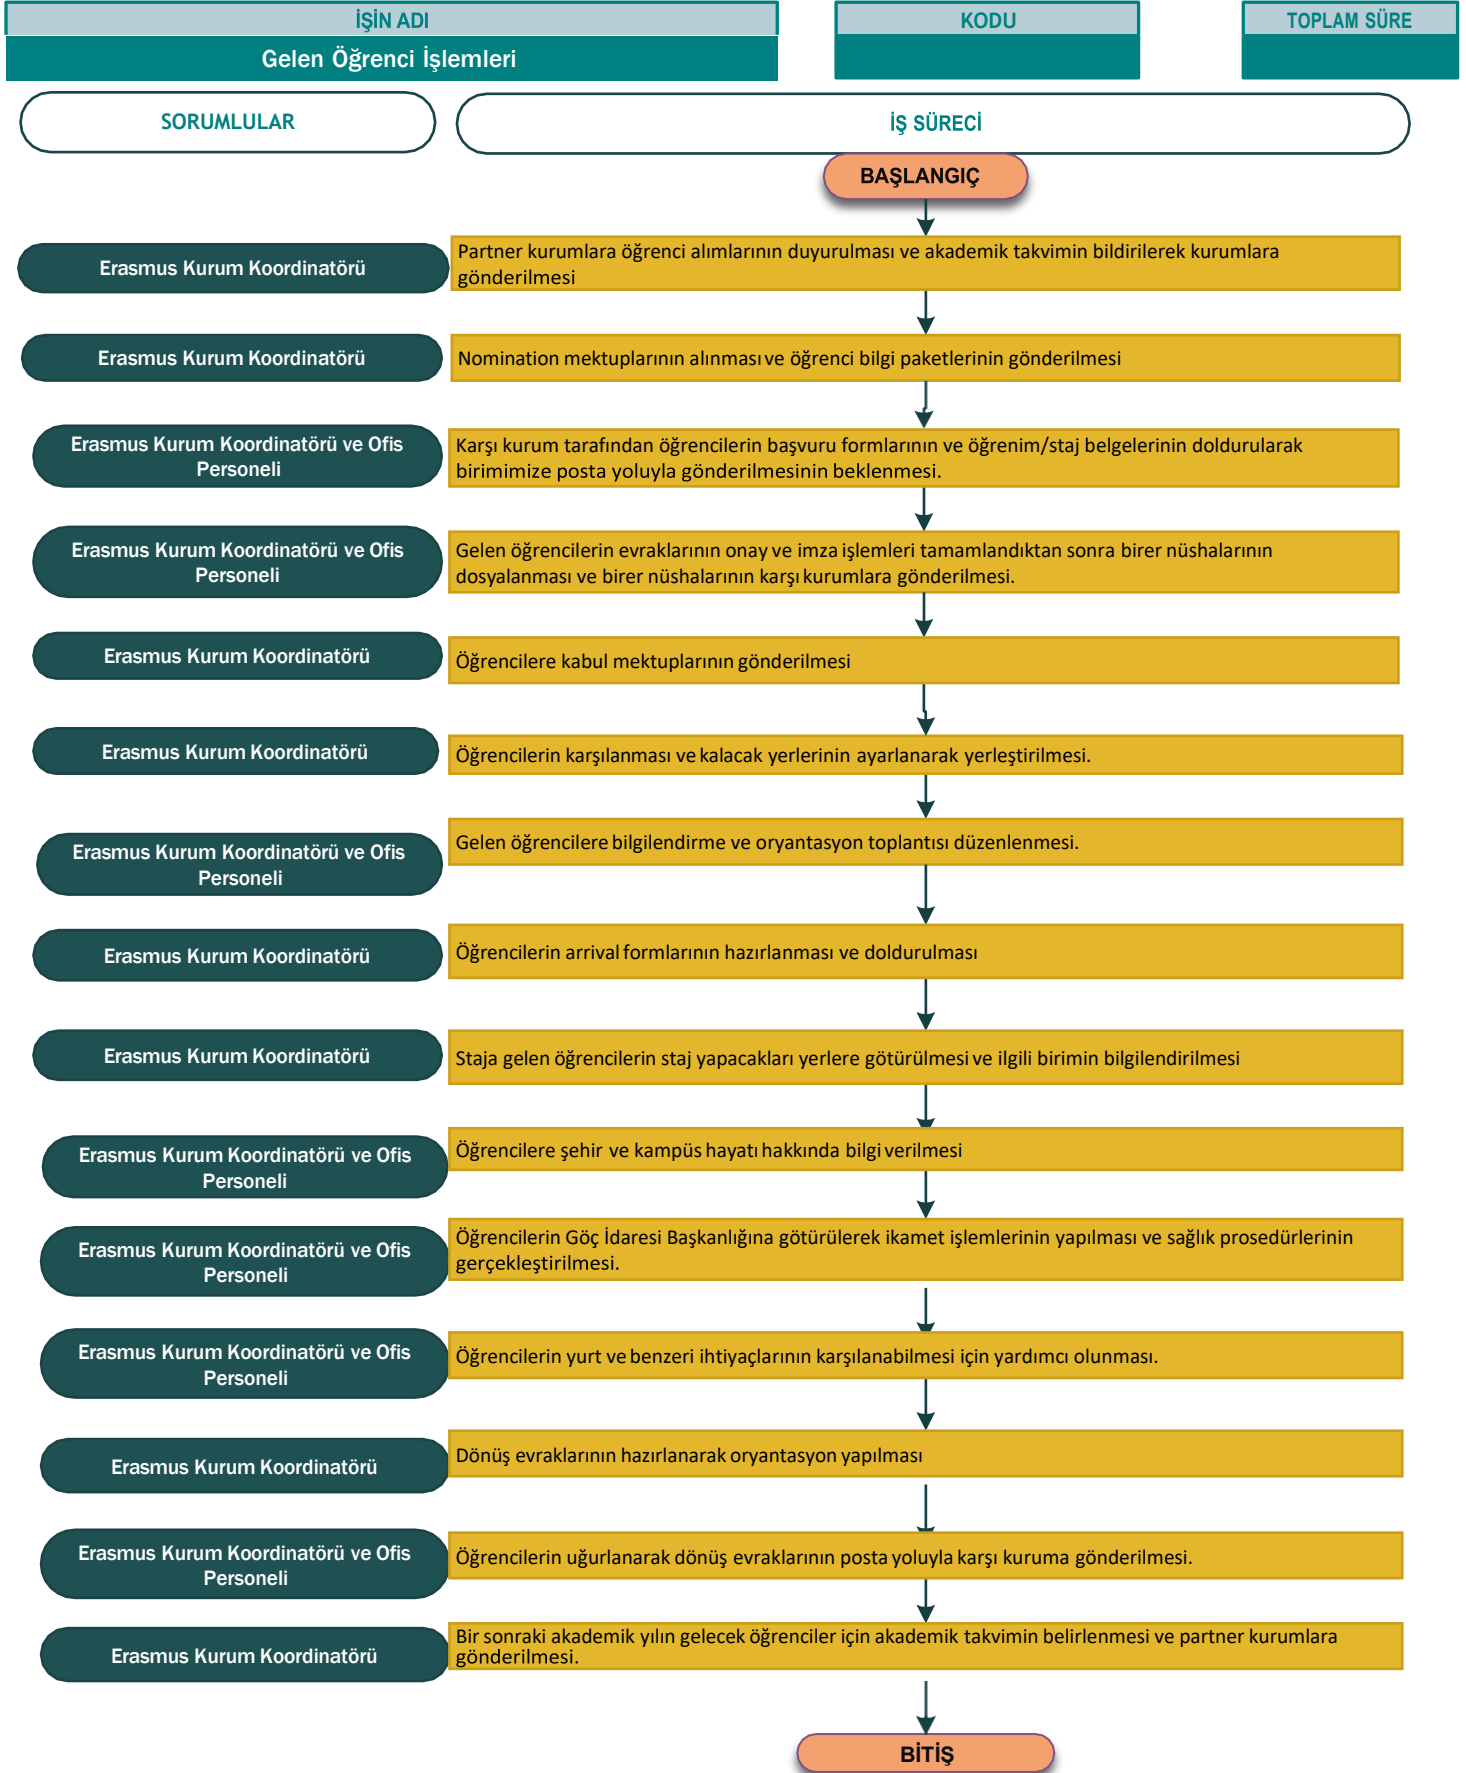 İŞİN ADI
KODU
TOPLAM SÜRE
Gelen Öğrenci İşlemleri
SORUMLULAR
İŞ SÜRECİ
BAŞLANGIÇ
Erasmus Kurum Koordinatörü
Partner kurumlara öğrenci alımlarının duyurulması ve akademik takvimin bildirilerek kurumlara
gönderilmesi
Erasmus Kurum Koordinatörü
Nomination mektuplarının alınması ve öğrenci bilgi paketlerinin gönderilmesi
Erasmus Kurum Koordinatörü ve Ofis
Personeli
Karşı kurum tarafından öğrencilerin başvuru formlarının ve öğrenim/staj belgelerinin doldurularak
birimimize posta yoluyla gönderilmesinin beklenmesi.
Erasmus Kurum Koordinatörü ve Ofis
Personeli
Gelen öğrencilerin evraklarının onay ve imza işlemleri tamamlandıktan sonra birer nüshalarının
dosyalanması ve birer nüshalarının karşı kurumlara gönderilmesi.
Erasmus Kurum Koordinatörü
Öğrencilere kabul mektuplarının gönderilmesi
Erasmus Kurum Koordinatörü
Öğrencilerin karşılanması ve kalacak yerlerinin ayarlanarak yerleştirilmesi.
Erasmus Kurum Koordinatörü ve Ofis
Personeli
Gelen öğrencilere bilgilendirme ve oryantasyon toplantısı düzenlenmesi.
Erasmus Kurum Koordinatörü
Öğrencilerin arrival formlarının hazırlanması ve doldurulması
Erasmus Kurum Koordinatörü
Staja gelen öğrencilerin staj yapacakları yerlere götürülmesi ve ilgili birimin bilgilendirilmesi
Erasmus Kurum Koordinatörü ve Ofis
Personeli
Öğrencilere şehir ve kampüs hayatı hakkında bilgi verilmesi
Erasmus Kurum Koordinatörü ve Ofis
Personeli
Öğrencilerin Göç İdaresi Başkanlığına götürülerek ikamet işlemlerinin yapılması ve sağlık prosedürlerinin
gerçekleştirilmesi.
Erasmus Kurum Koordinatörü ve Ofis
Personeli
Öğrencilerin yurt ve benzeri ihtiyaçlarının karşılanabilmesi için yardımcı olunması.
Erasmus Kurum Koordinatörü
Dönüş evraklarının hazırlanarak oryantasyon yapılması
Erasmus Kurum Koordinatörü ve Ofis
Personeli
Öğrencilerin uğurlanarak dönüş evraklarının posta yoluyla karşı kuruma gönderilmesi.
Erasmus Kurum Koordinatörü
Bir sonraki akademik yılın gelecek öğrenciler için akademik takvimin belirlenmesi ve partner kurumlara
gönderilmesi.
BİTİŞ